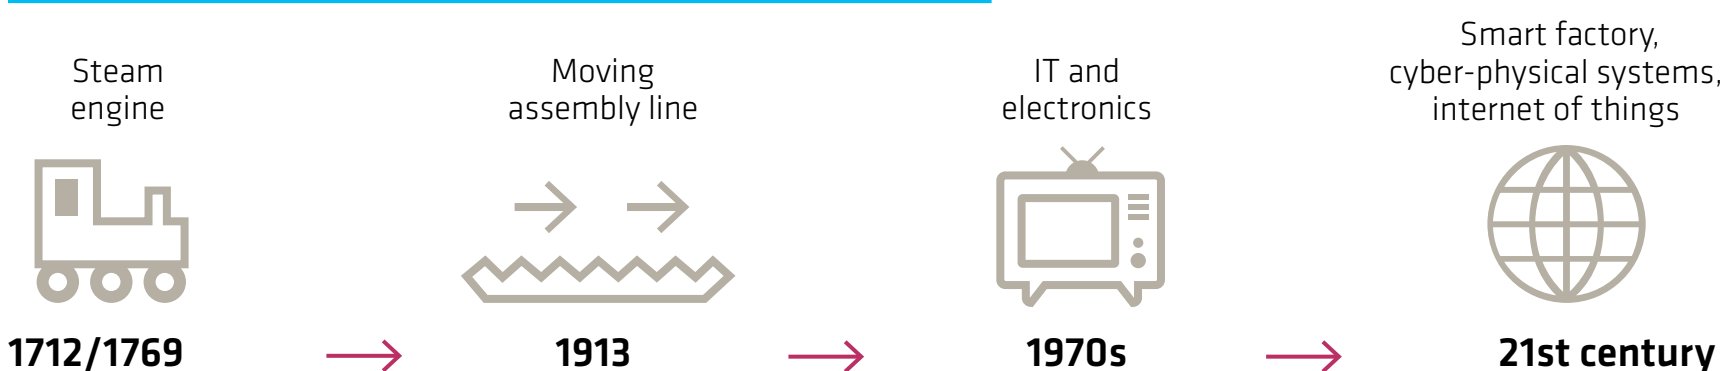 Steam
engine
Moving
assembly line
IT and
electronics
Smart factory,
cyber-physical systems,
internet of things
1712/1769
1913
1970s
21st century